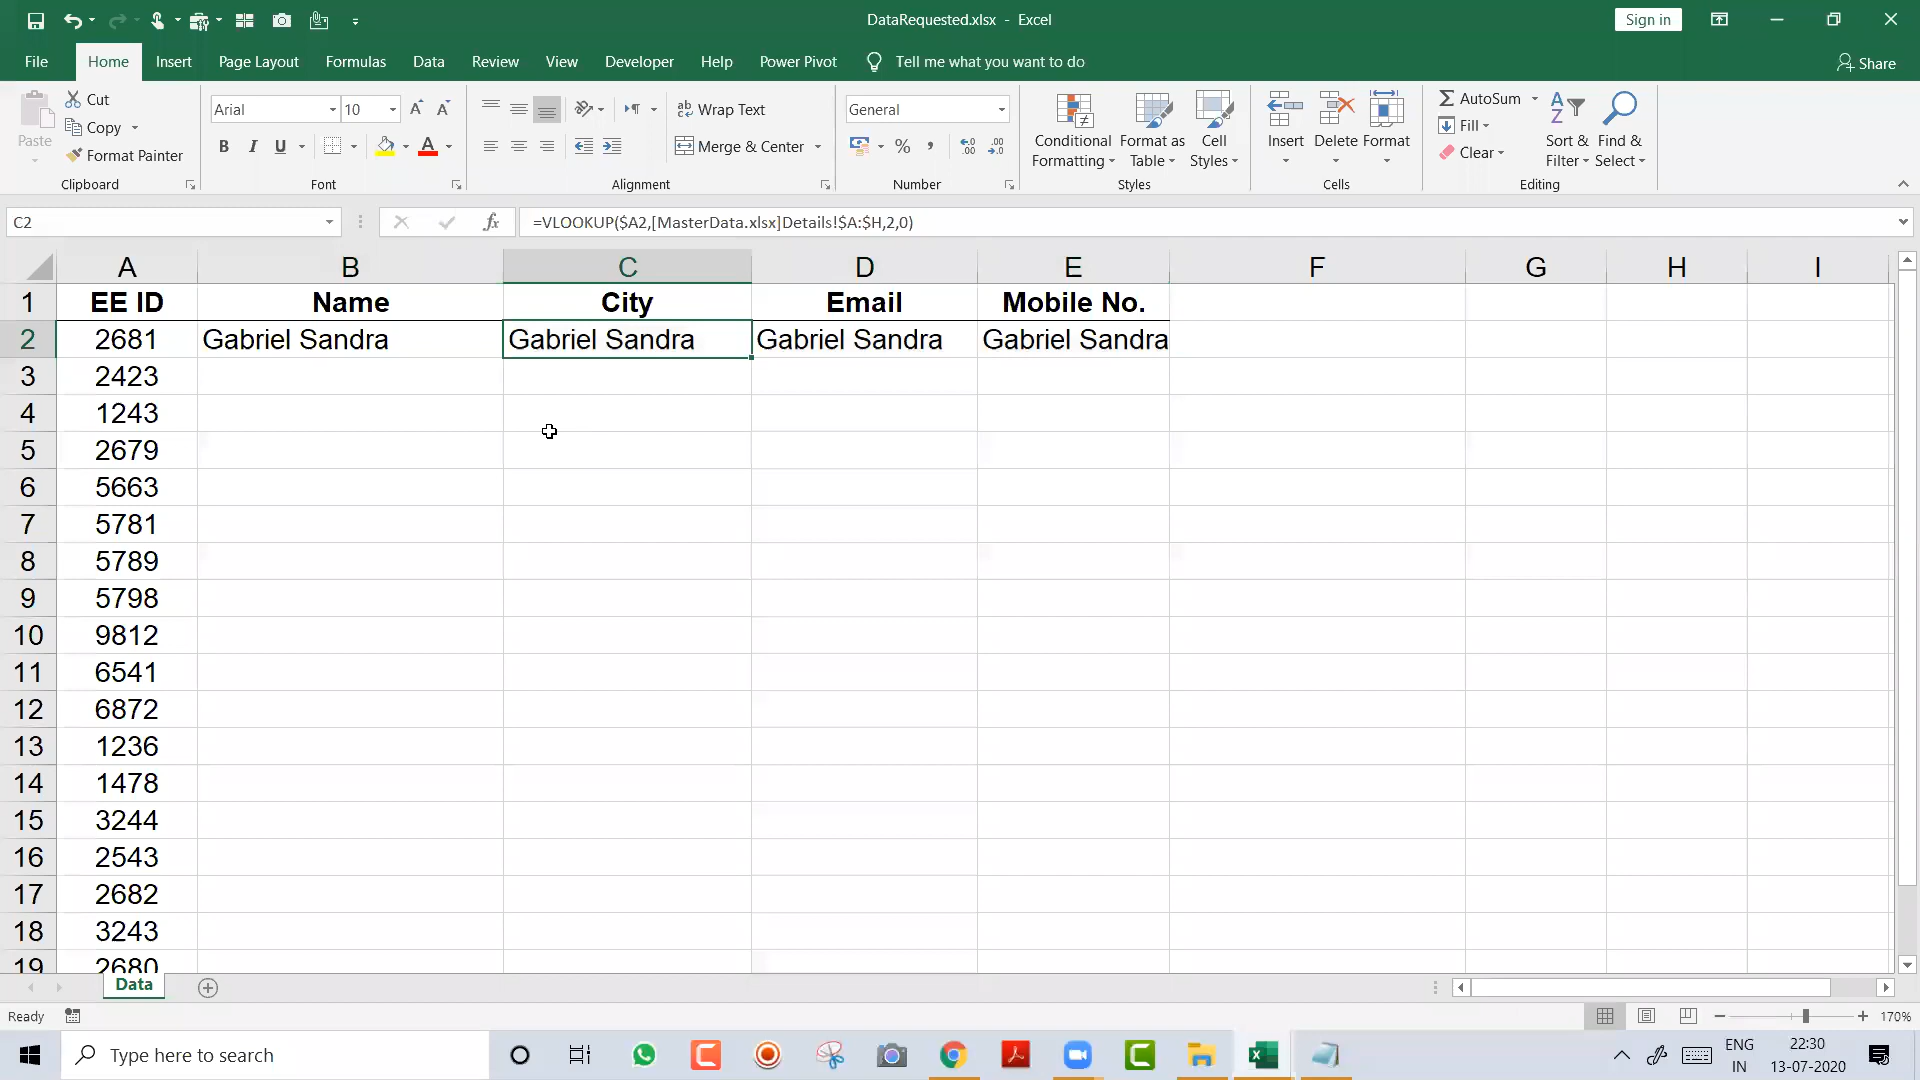 DataRequested.xlsx - Excel
Sign in
File Home Insert Page Layout Formulas Data Review View Developer Help Power Pivot Tell me what you want to do
Share
Paste
Cut
Copy
Format Painter
Clipboard
Arial 10
B I U A
Font
Wrap Text
Merge & Center
Alignment
General
%
Number
Conditional Formatting
Format as Table
Cell Styles
Styles
Insert Delete Format
Cells
AutoSum
Fill
Clear
Sort & Filter
Find & Select
Editing
C2
fx
=VLOOKUP($A2,[MasterData.xlsx]Details!$A:$H,2,0)
A B C D E F G H I
1 EE ID Name City Email Mobile No.
2 2681 Gabriel Sandra Gabriel Sandra Gabriel Sandra Gabriel Sandra
3 2423
4 1243
5 2679
6 5663
7 5781
8 5789
9 5798
10 9812
11 6541
12 6872
13 1236
14 1478
15 3244
16 2543
17 2682
18 3243
19 2680
Data
Ready
170%
Type here to search
ENG
IN
22:30
13-07-2020